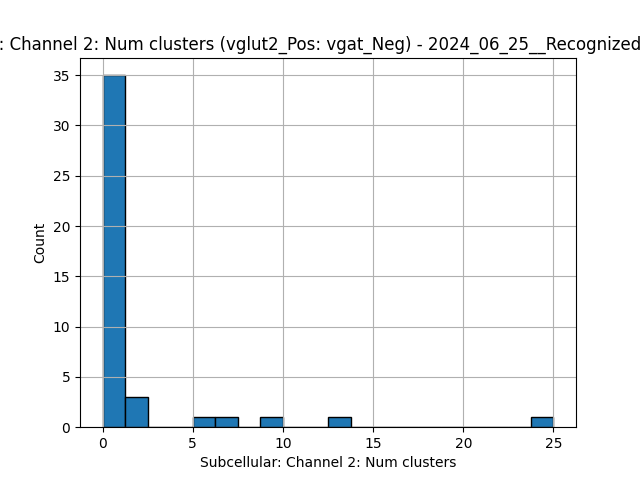 : Channel 2: Num clusters (vglut2_Pos: vgat_Neg) - 2024_06_25__Recognized
35
30
25
20
15
10
5
0
Count
0 5 10 15 20 25
Subcellular: Channel 2: Num clusters